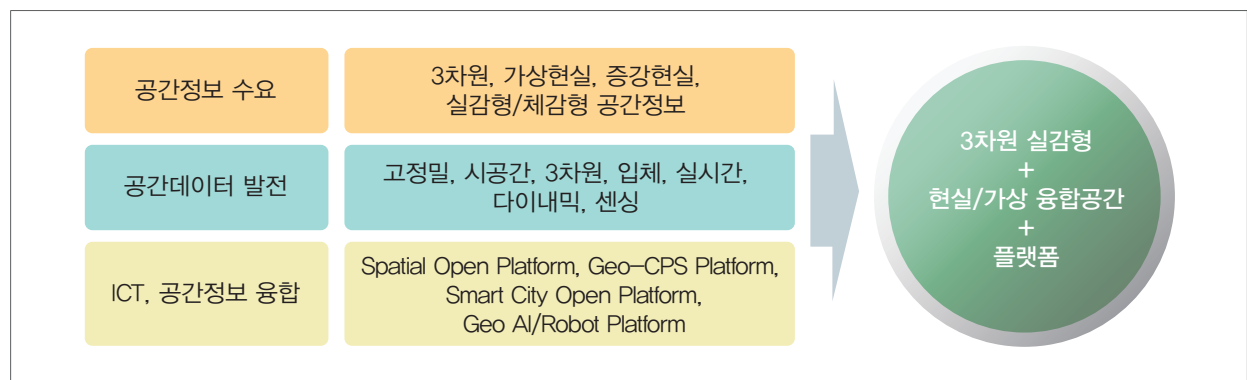 공간정보 수요
3차원, 가상현실, 증강현실,
실감형/체감형 공간정보
공간데이터 발전
고정밀, 시공간, 3차원, 입체, 실시간,
다이내믹, 센싱
ICT, 공간정보 융합
Spatial Open Platform, Geo-CPS Platform,
Smart City Open Platform,
Geo AI/Robot Platform
3차원 실감형
+
현실/가상 융합공간
+
플랫폼